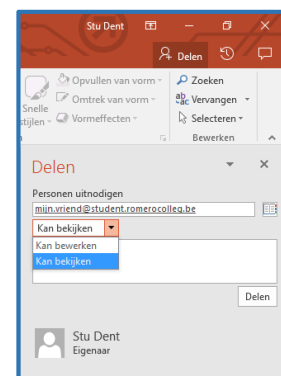 Stu Dent
Delen
Opvullen van vorm
Omtrek van vorm
Vormeffecten
Snelle
stijlen
Zoeken
Vervangen
Selecteren
Bewerken
Delen
Personen uitnodigen
mijn.vriend@student.romerocolleg.be
Kan bekijken
Kan bewerken
Kan bekijken
Delen
Stu Dent
Eigenaar